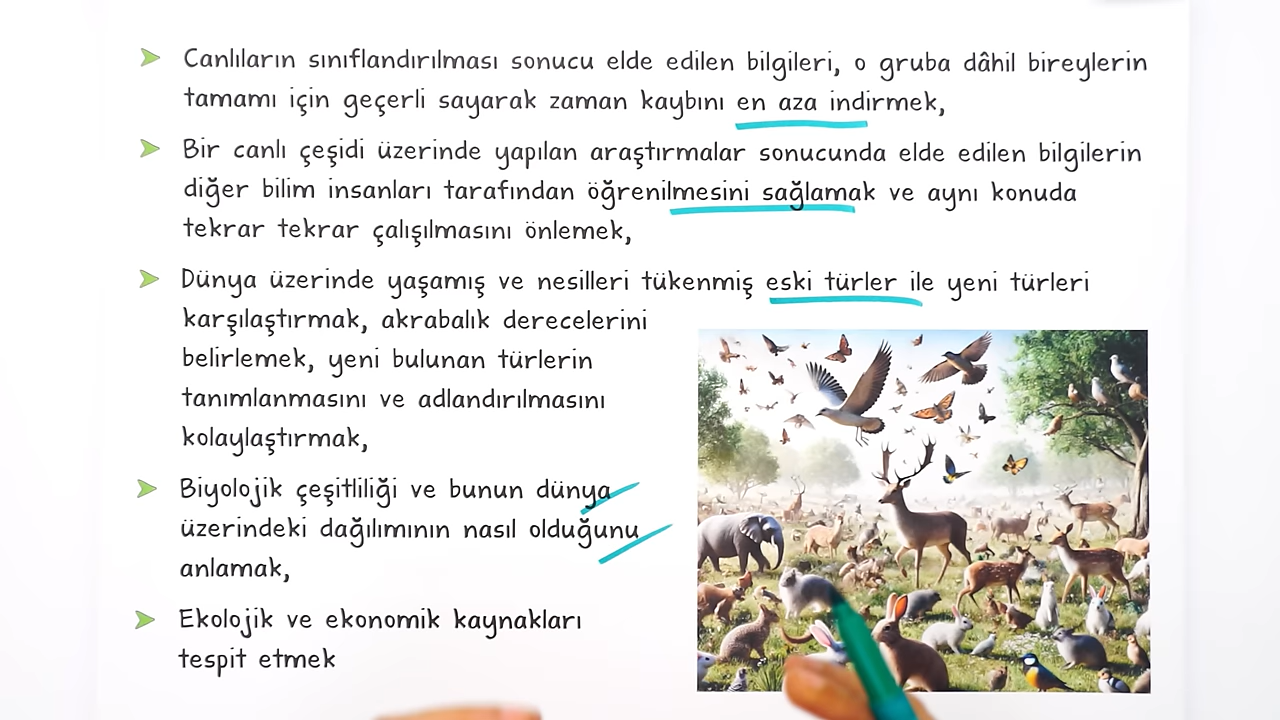 Canlıların sınıflandırılması sonucu elde edilen bilgileri, o gruba dâhil bireylerin
tamamı için geçerli sayarak zaman kaybını en aza indirmek,
Bir canlı çeşidi üzerinde yapılan araştırmalar sonucunda elde edilen bilgilerin
diğer bilim insanları tarafından öğrenilmesini sağlamak ve aynı konuda
tekrar tekrar çalışılmasını önlemek,
Dünya üzerinde yaşamış ve nesilleri tükenmiş eski türler ile yeni türleri
karşılaştırmak, akrabalık derecelerini
belirlemek, yeni bulunan türlerin
tanımlanmasını ve adlandırılmasını
kolaylaştırmak,
Biyolojik çeşitliliği ve bunun dünya
üzerindeki dağılımının nasıl olduğunu
anlamak,
Ekolojik ve ekonomik kaynakları
tespit etmek